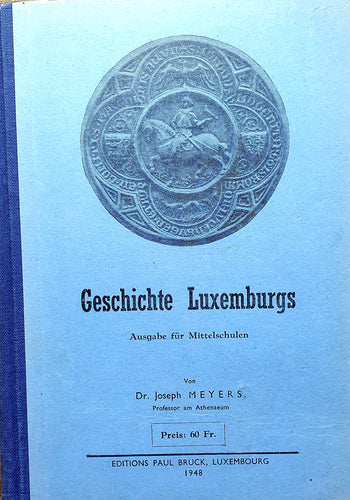 Geschichte Luxemburgs
Ausgabe für Mittelschulen
Von
Dr. Joseph MEYERS,
Professor am Athenaeum
Preis: 60 Fr.
EDITIONS PAUL BRUCK, LUXEMBOURG
1948